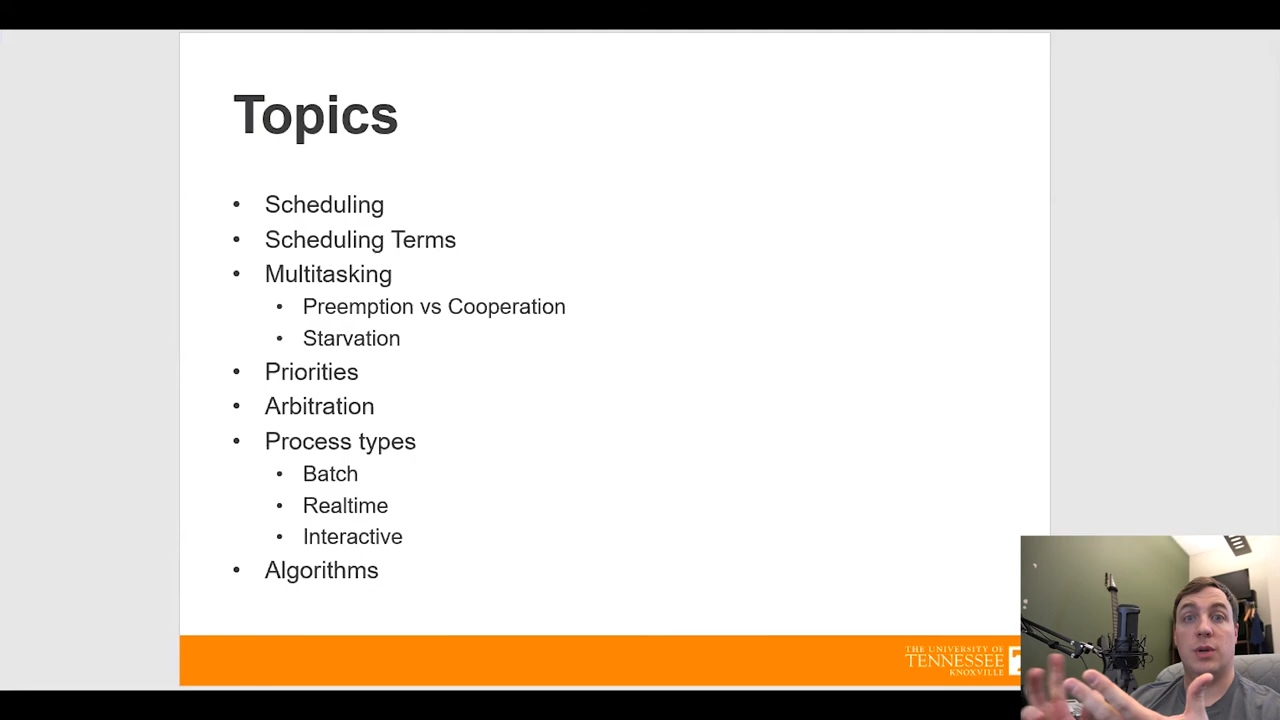 Topics
• Scheduling
• Scheduling Terms
• Multitasking
• Preemption vs Cooperation
• Starvation
• Priorities
• Arbitration
• Process types
• Batch
• Realtime
• Interactive
• Algorithms
THE UNIVERSITY OF
TENNESSEE
KNOXVILLE